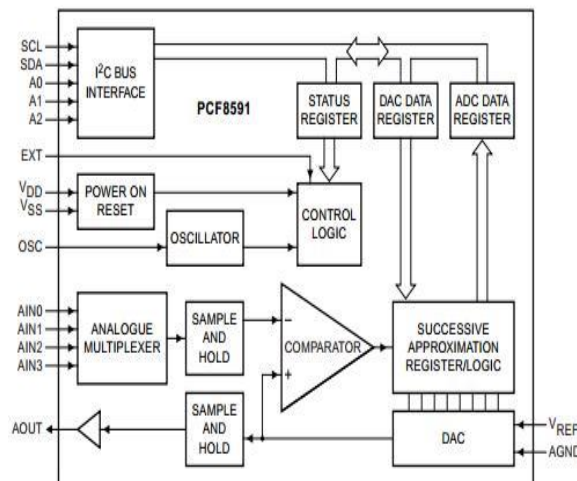 SCL
SDA
A0
A1
A2
I²C BUS
INTERFACE
PCF8591
STATUS
REGISTER
DAC DATA
REGISTER
ADC DATA
REGISTER
EXT
VDD
VSS
POWER ON
RESET
OSC
OSCILLATOR
CONTROL
LOGIC
AIN0
AIN1
AIN2
AIN3
ANALOGUE
MULTIPLEXER
SAMPLE
AND
HOLD
−
COMPARATOR
+
SUCCESSIVE
APPROXIMATION
REGISTER/LOGIC
AOUT
SAMPLE
AND
HOLD
DAC
VREF
AGND